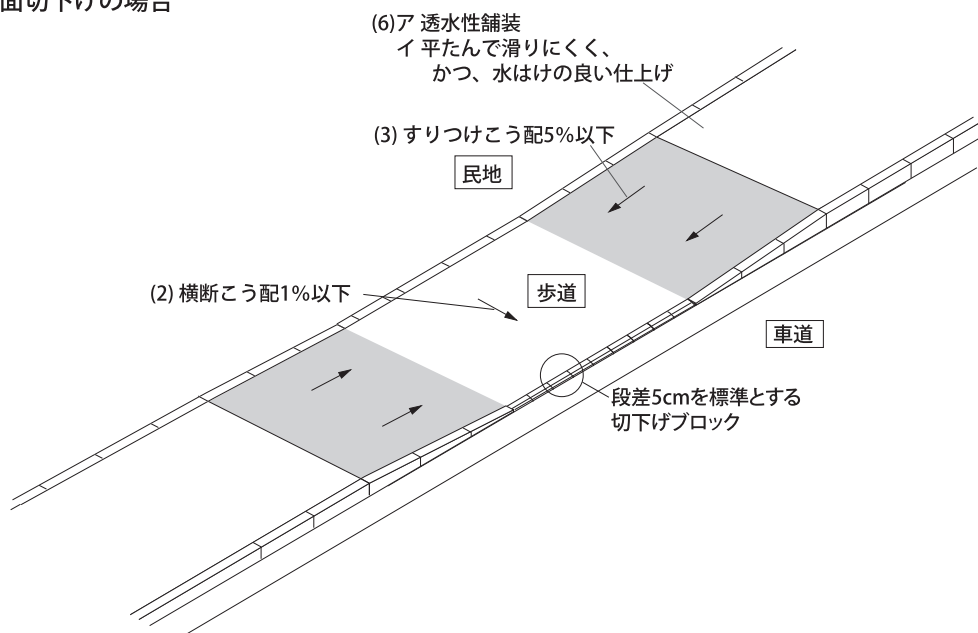 面切下げの場合
(6)ア 透水性舗装
イ 平たんで滑りにくく、
かつ、水はけの良い仕上げ
(3) すりつけこう配5%以下
民地
(2) 横断こう配1%以下
歩道
車道
段差5cmを標準とする
切下げブロック